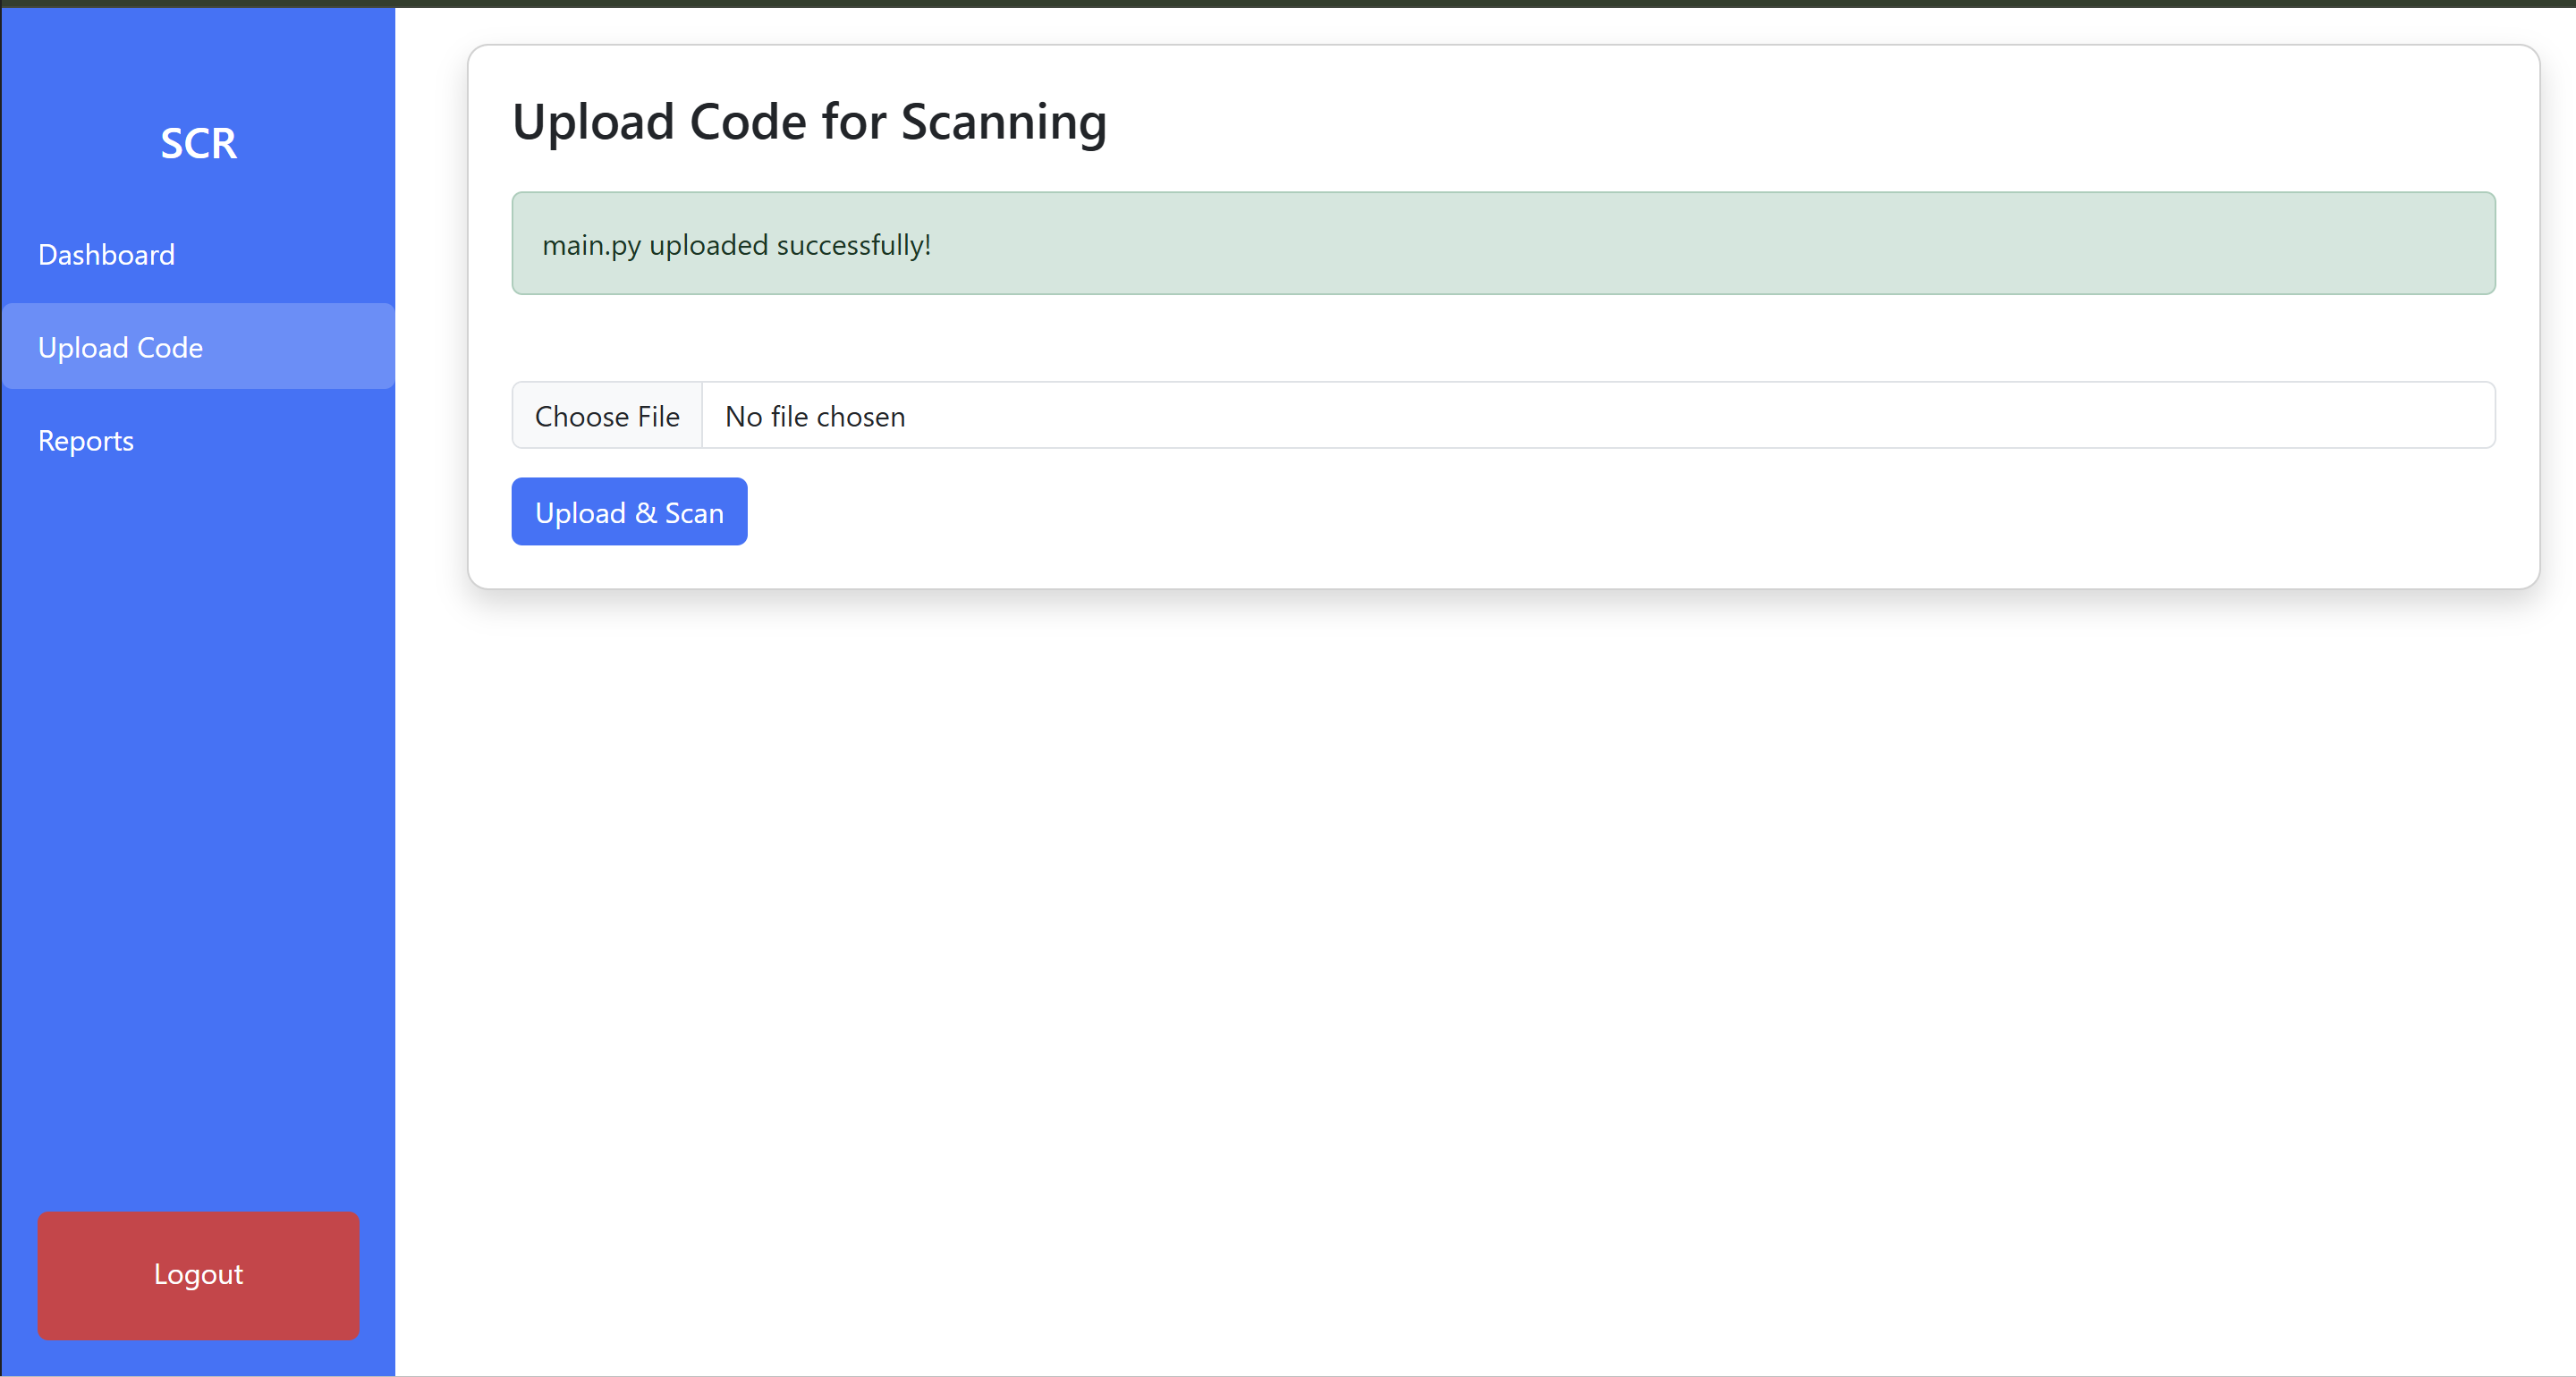 SCR
Dashboard
Upload Code
Reports
Logout
Upload Code for Scanning
main.py uploaded successfully!
Choose File No file chosen
Upload & Scan